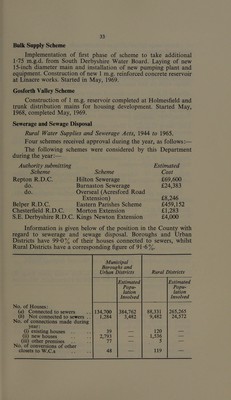 55
Bulk Supply Scheme
Implementation of first phase of scheme to take additional
1·75 m.g.d. from South Derbyshire Water Board. Laying of new
15-inch diameter main and installation of new pumping plant and
equipment. Construction of new 1 m.g. reinforced concrete reservoir
at Linacre works. Started in May, 1969.
Gosforth Valley Scheme
Construction of 1 m.g. reservoir completed at Holmesfield and
trunk distribution mains for housing development. Started May,
1968, completed May, 1969.
Sewerage and Sewage Disposal
Rural Water Supplies and Sewerage Acts, 1944 to 1965.
Four schemes received approval during the year, as follows:—
The following schemes were considered by this Department
during the year:—
Authority submitting Scheme Scheme Estimated Cost
Repton R.D.C. Hilton Sewerage £69,600
do. Burnaston Sewerage £24,383
do. Overseal (Acresford Road Extension) £8,246
Belper R.D.C. Eastern Parishes Scheme £459,152
Chesterfield R.D.C. Morton Extension £1,283
S.E. Derbyshire R.D.C. Kings Newton Extension £4,000
Information is given below of the position in the County with
regard to sewerage and sewage disposal. Boroughs and Urban
Districts have 99·0% of their houses connected to sewers, whilst
Rural Districts have a corresponding figure of 91·6%.
Municipal Boroughs and Urban Districts Rural Districts
Estimated Population Involved Estimated Population Involved
No. of Houses:
(a) Connected to sewers 134,700 384,762 88,331 265,265
(b) Not connected to sewers 1,284 3,482 9,482 24,572
No. of connections made during year:
(i) existing houses 39 — 120 —
(ii) new houses 2,793 — 1,536 —
(iii) other premises 77 — 5 —
No. of conversions of other
closets to W.C.s 48 — 119 —